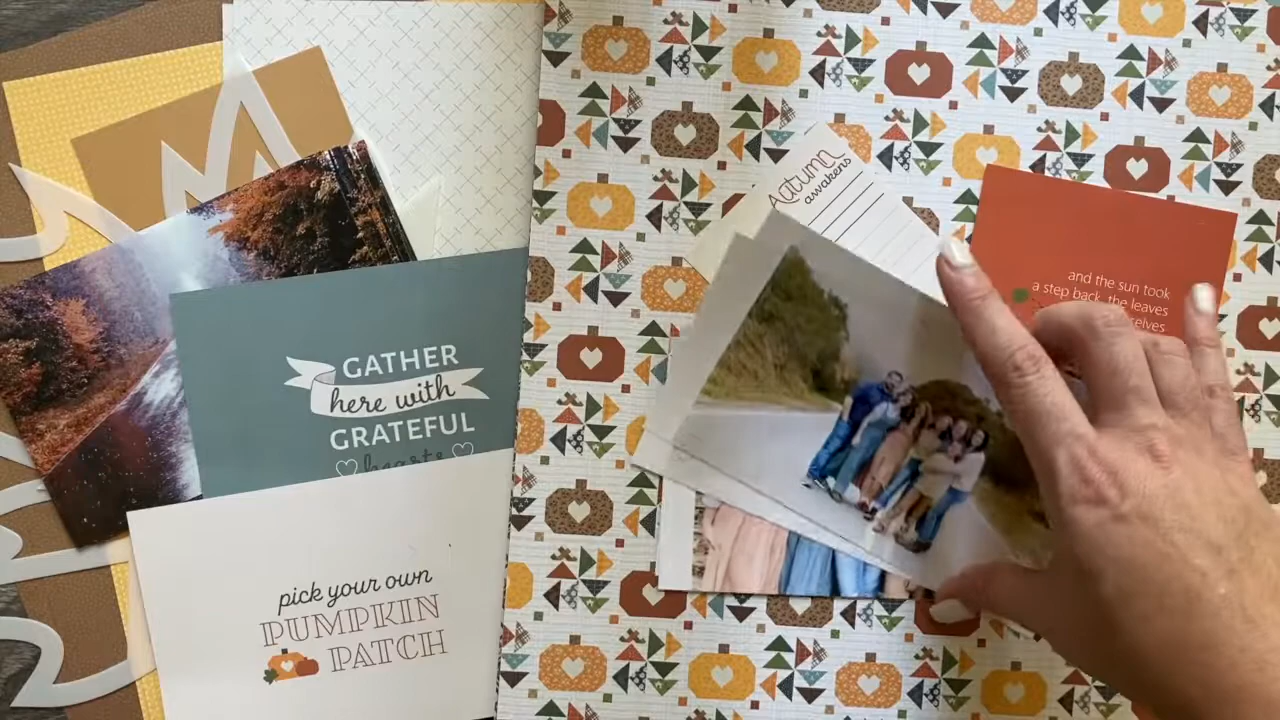 GATHER
here with
GRATEFUL
hearts
pick your own
PUMPKIN
PATCH
Autumn
awakens
and the sun took
a step back, the leaves